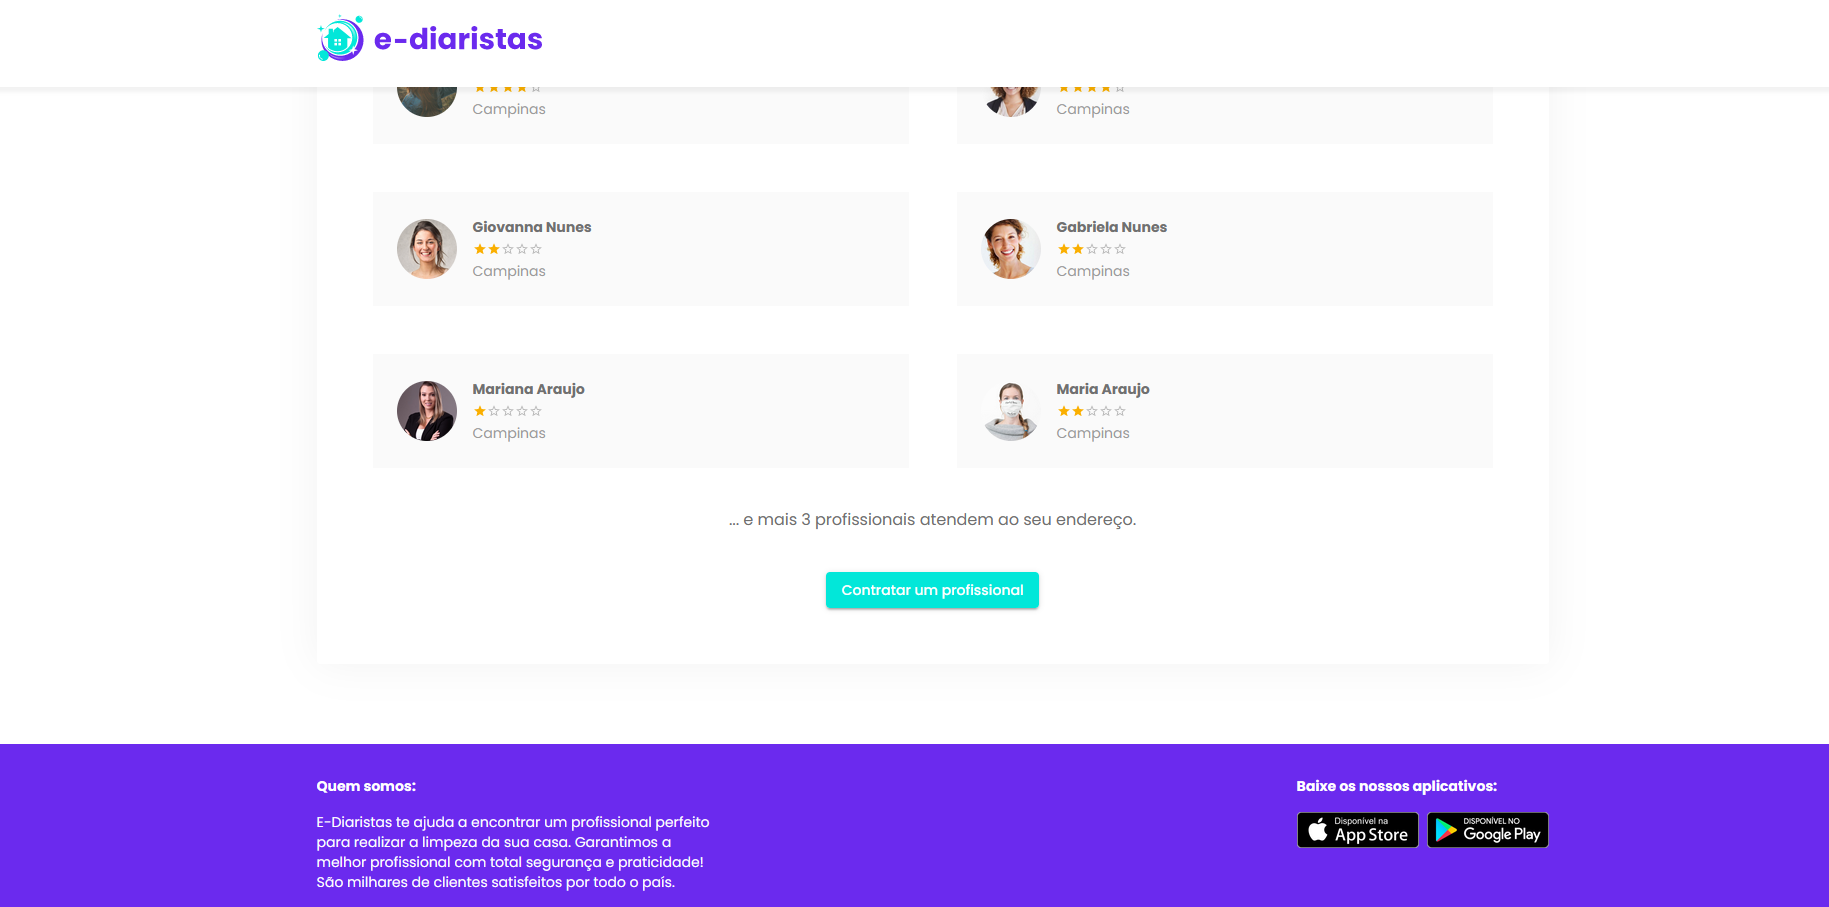 e-diaristas
Campinas
Campinas
Giovanna Nunes
Campinas
Gabriela Nunes
Campinas
Mariana Araujo
Campinas
Maria Araujo
Campinas
... e mais 3 profissionais atendem ao seu endereço.
Contratar um profissional
Quem somos:
E-Diaristas te ajuda a encontrar um profissional perfeito
para realizar a limpeza da sua casa. Garantimos a
melhor profissional com total segurança e praticidade!
São milhares de clientes satisfeitos por todo o país.
Baixe os nossos aplicativos:
Disponível na
App Store
DISPONÍVEL NO
Google Play